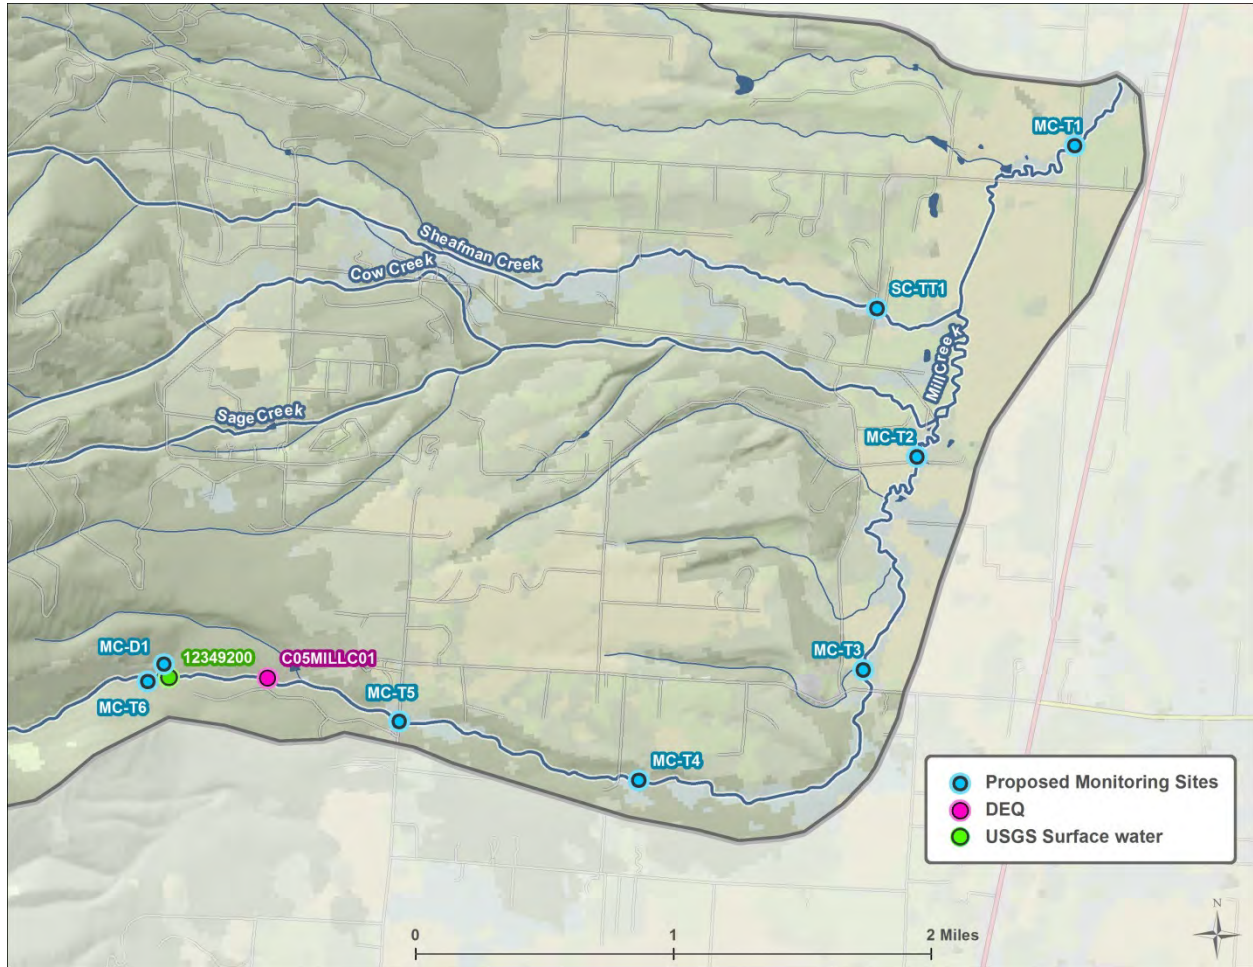 MC-T1
Sheafman Creek
Cow Creek
SC-TT1
Mill Creek
Sage Creek
MC-T2
MC-D1
12349200
C05MILLC01
MC-T3
MC-T6
MC-T5
MC-T4
Proposed Monitoring Sites
DEQ
USGS Surface water
N
0 1 2 Miles